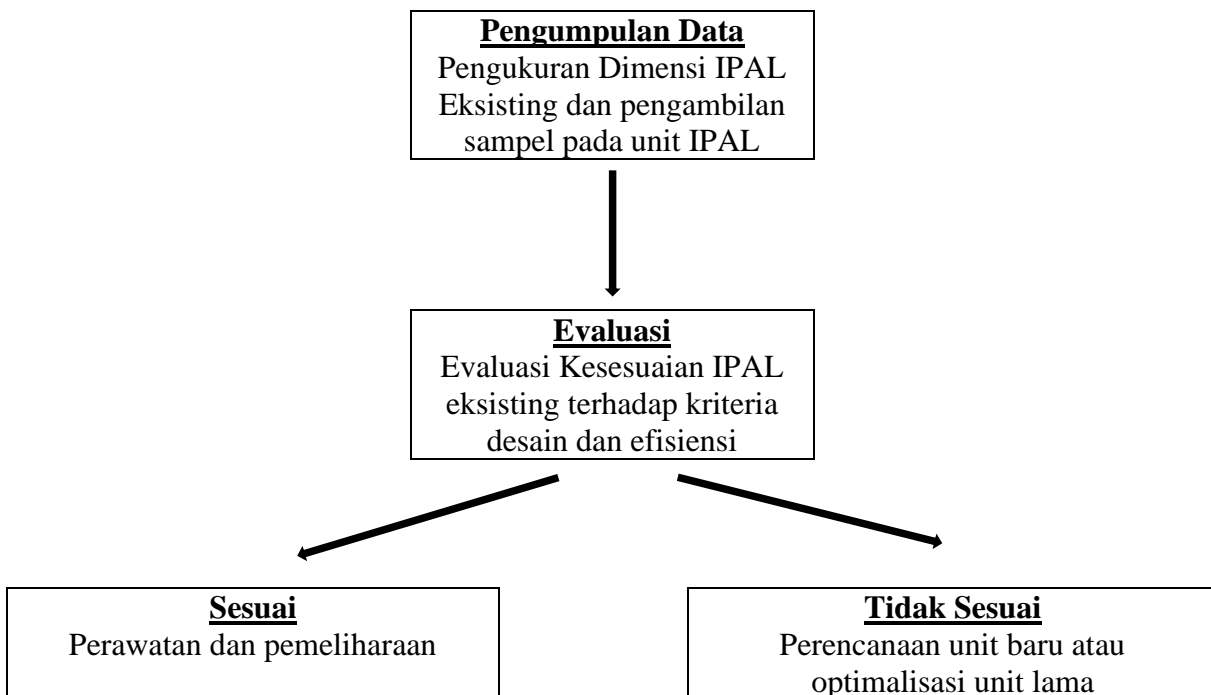 Pengumpulan Data
Pengukuran Dimensi IPAL
Eksisting dan pengambilan
sampel pada unit IPAL
Evaluasi
Evaluasi Kesesuaian IPAL
eksisting terhadap kriteria
desain dan efisiensi
Sesuai
Perawatan dan pemeliharaan
Tidak Sesuai
Perencanaan unit baru atau
optimalisasi unit lama